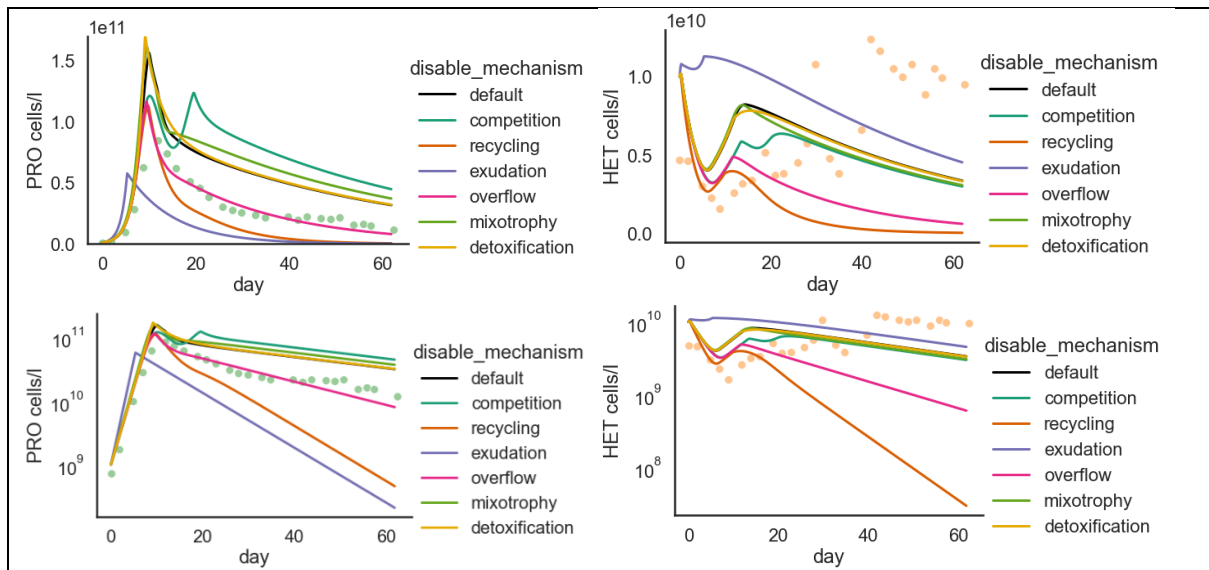 1e11
PRO cells/l
1.5
1.0
0.5
0.0
0 20 40 60
day
disable_mechanism
default
competition
recycling
exudation
overflow
mixotrophy
detoxification
1e10
HET cells/l
1.0
0.5
0.0
0 20 40 60
day
disable_mechanism
default
competition
recycling
exudation
overflow
mixotrophy
detoxification
PRO cells/l
10¹¹
10¹⁰
10⁹
0 20 40 60
day
disable_mechanism
default
competition
recycling
exudation
overflow
mixotrophy
detoxification
HET cells/l
10¹⁰
10⁹
10⁸
0 20 40 60
day
disable_mechanism
default
competition
recycling
exudation
overflow
mixotrophy
detoxification